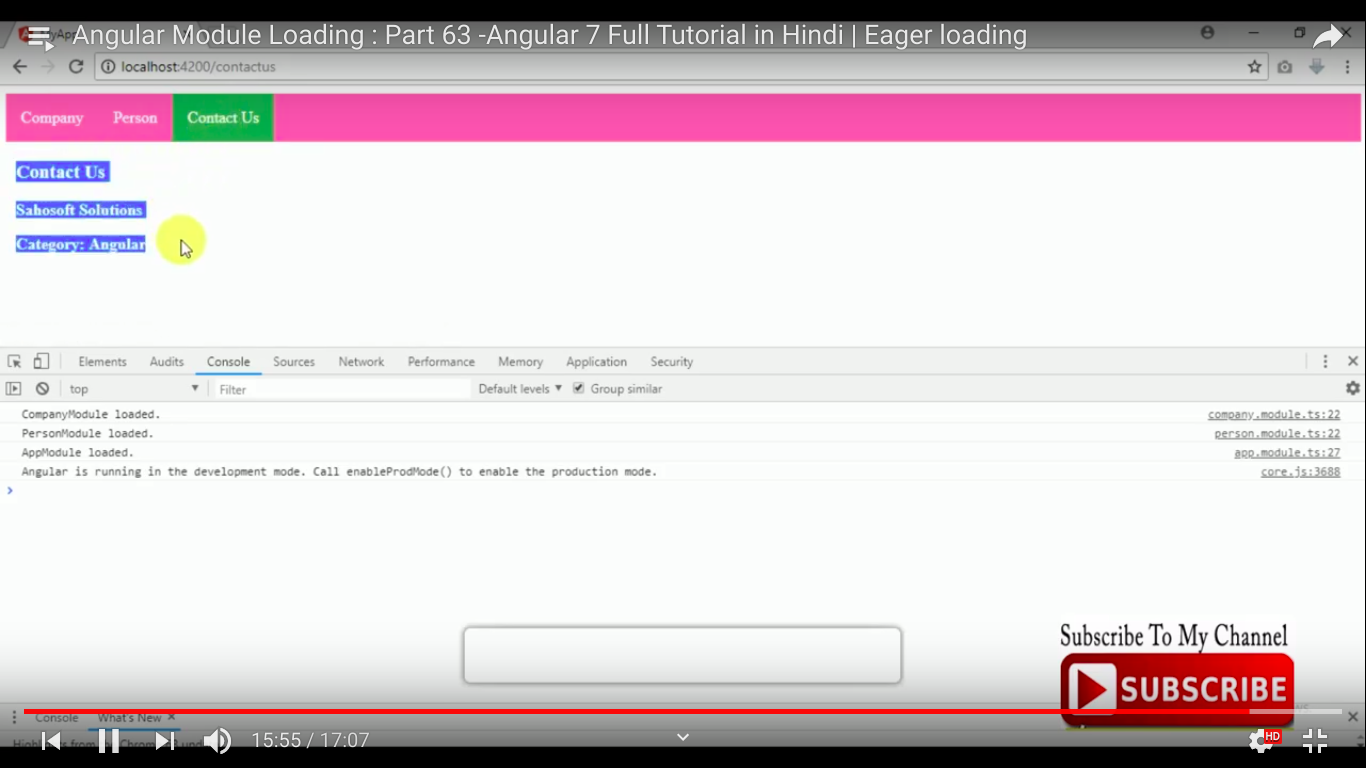 Angular Module Loading : Part 63 -Angular 7 Full Tutorial in Hindi | Eager loading
localhost:4200/contactus
Company Person Contact Us
Contact Us
Sahosoft Solutions
Category: Angular
Elements Audits Console Sources Network Performance Memory Application Security
top Filter Default levels Group similar
CompanyModule loaded. company.module.ts:22
PersonModule loaded. person.module.ts:22
AppModule loaded. app.module.ts:27
Angular is running in the development mode. Call enableProdMode() to enable the production mode. core.js:3688
Subscribe To My Channel
SUBSCRIBE
Console What's New
15:55 / 17:07
HD